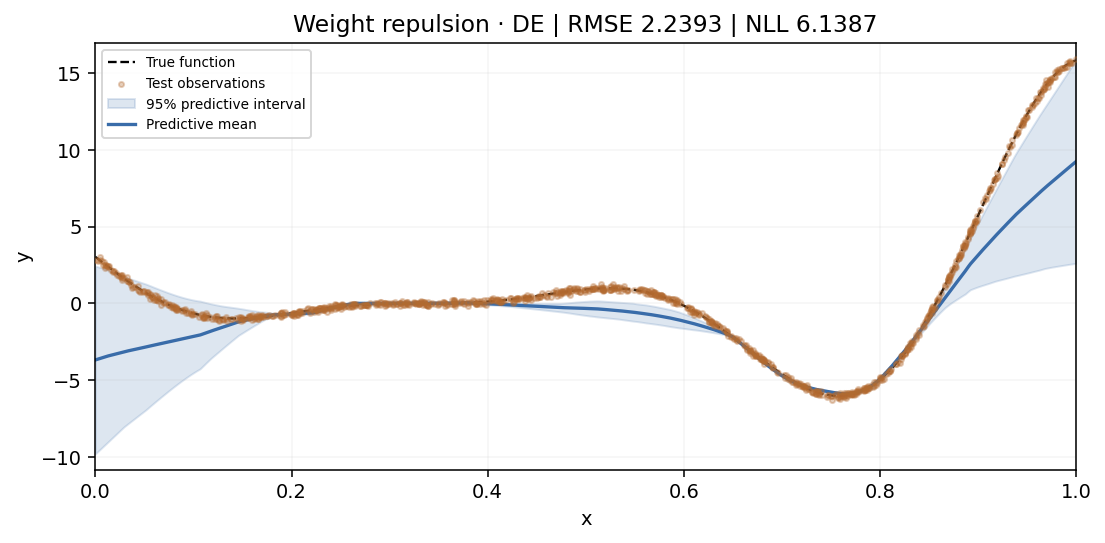 Weight repulsion · DE | RMSE 2.2393 | NLL 6.1387
True function
Test observations
95% predictive interval
Predictive mean
15
10
5
0
−5
−10
y
0.0 0.2 0.4 0.6 0.8 1.0
x